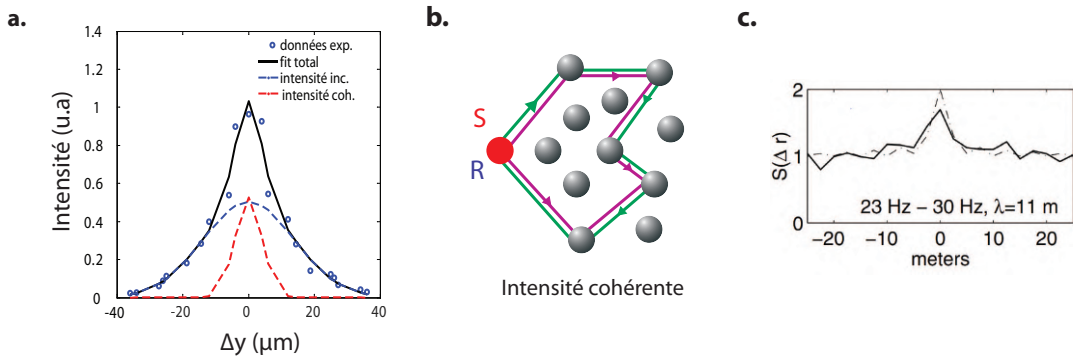 a.
Intensité (u.a)
1.4
1.2
1
0.8
0.6
0.4
0.2
0
données exp.
fit total
intensité inc.
intensité coh.
-40
-20
0
20
40
Δy (μm)
b.
S
R
Intensité cohérente
c.
S(Δ r)
2
1
0
23 Hz − 30 Hz, λ=11 m
−20
−10
0
10
20
meters